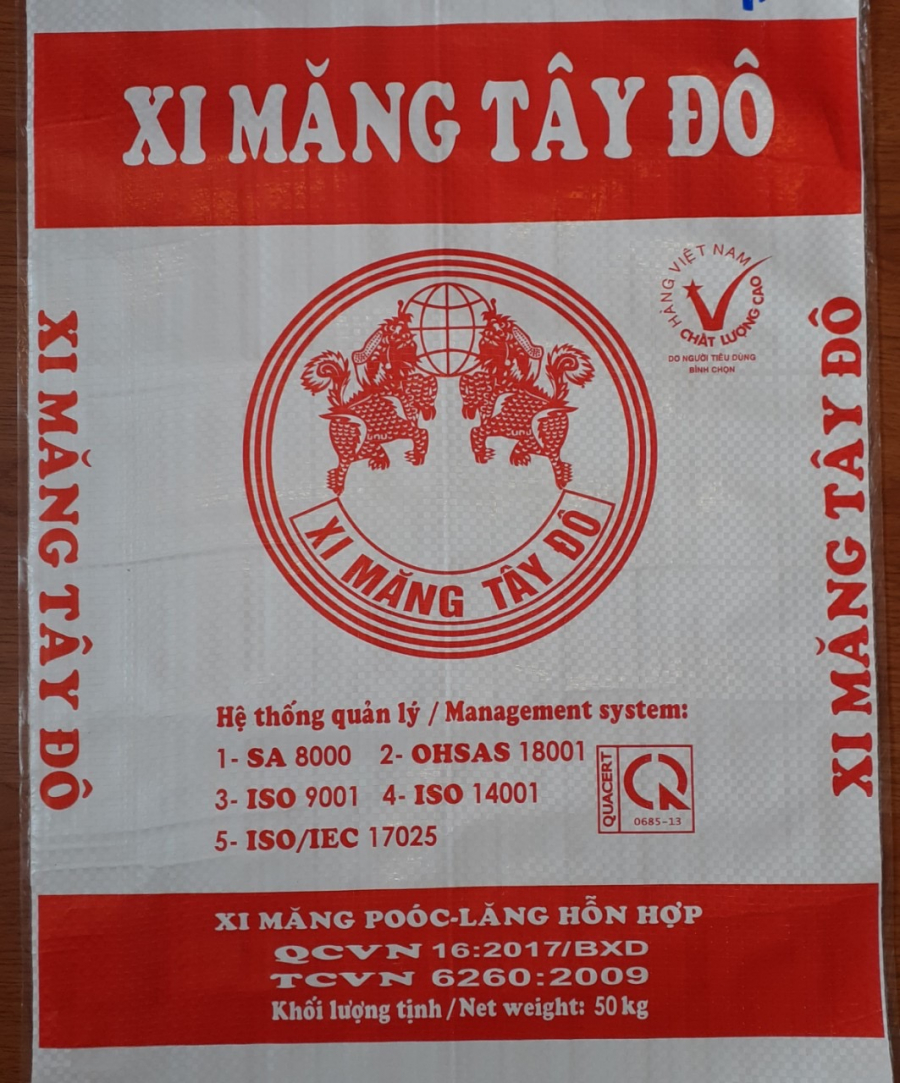 XI MĂNG TÂY ĐÔ
HÀNG VIỆT NAM
CHẤT LƯỢNG CAO
DO NGƯỜI TIÊU DÙNG
BÌNH CHỌN
XI MĂNG TÂY ĐÔ
XI MĂNG TÂY ĐÔ
XI MĂNG TÂY ĐÔ
Hệ thống quản lý / Management system:
1- SA 8000 2- OHSAS 18001
3- ISO 9001 4- ISO 14001
5- ISO/IEC 17025
QUACERT
0685-13
XI MĂNG POÓC-LĂNG HỖN HỢP
QCVN 16:2017/BXD
TCVN 6260:2009
Khối lượng tịnh / Net weight: 50 kg